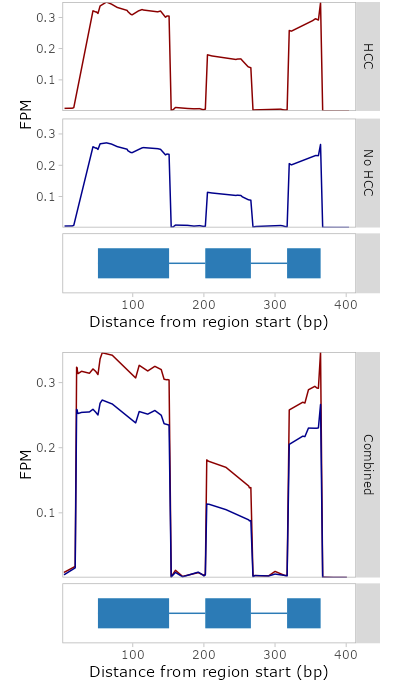 0.3
0.2
0.1
HCC
FPM
0.3
0.2
0.1
No HCC
100 200 300 400
Distance from region start (bp)
0.3
0.2
0.1
FPM
Combined
100 200 300 400
Distance from region start (bp)